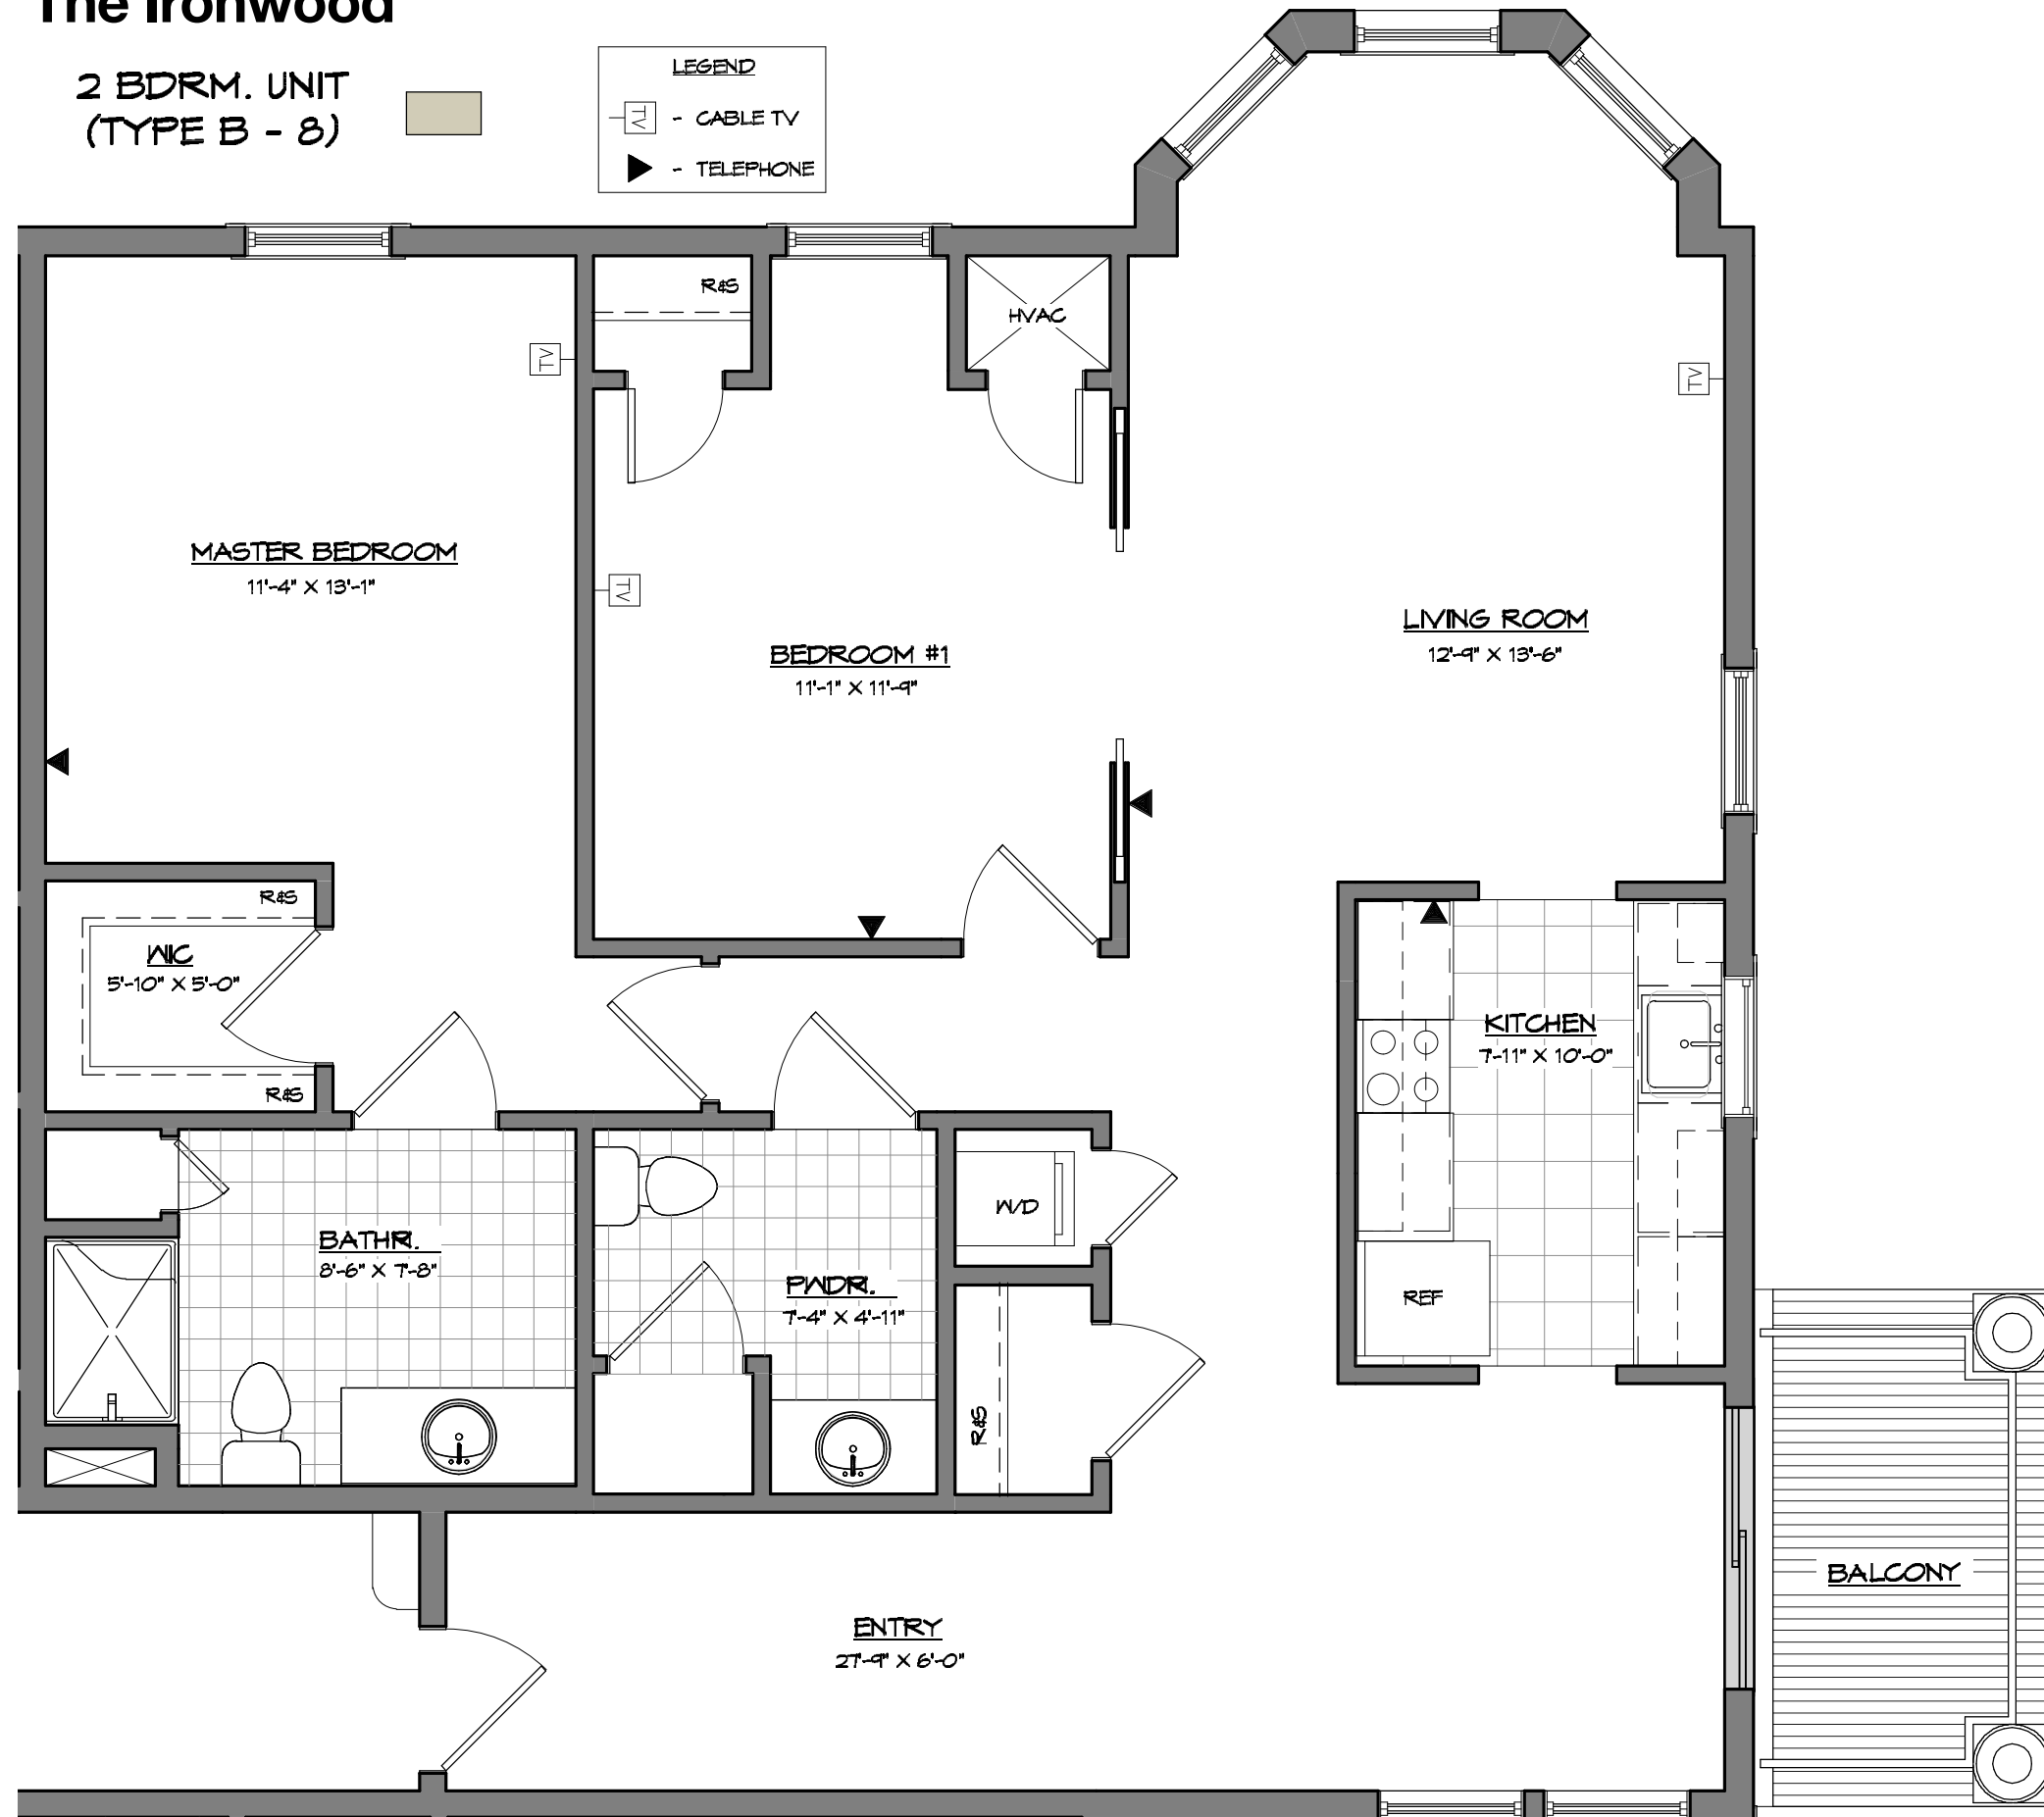 The Ironwood
2 BDRM. UNIT
(TYPE B - 8)
LEGEND
TV - CABLE TV
- TELEPHONE
R&S
HVAC
TV
TV
MASTER BEDROOM
11'-4" X 13'-1"
TV
LIVING ROOM
12'-9" X 13'-6"
BEDROOM #1
11'-1" X 11'-9"
R&S
WIC
5'-10" X 5'-0"
R&S
KITCHEN
7'-11" X 10'-0"
W/D
BATHR.
8'-6" X 7'-8"
PWDR.
7'-4" X 4'-11"
REF
R&S
BALCONY
ENTRY
27'-9" X 6'-0"